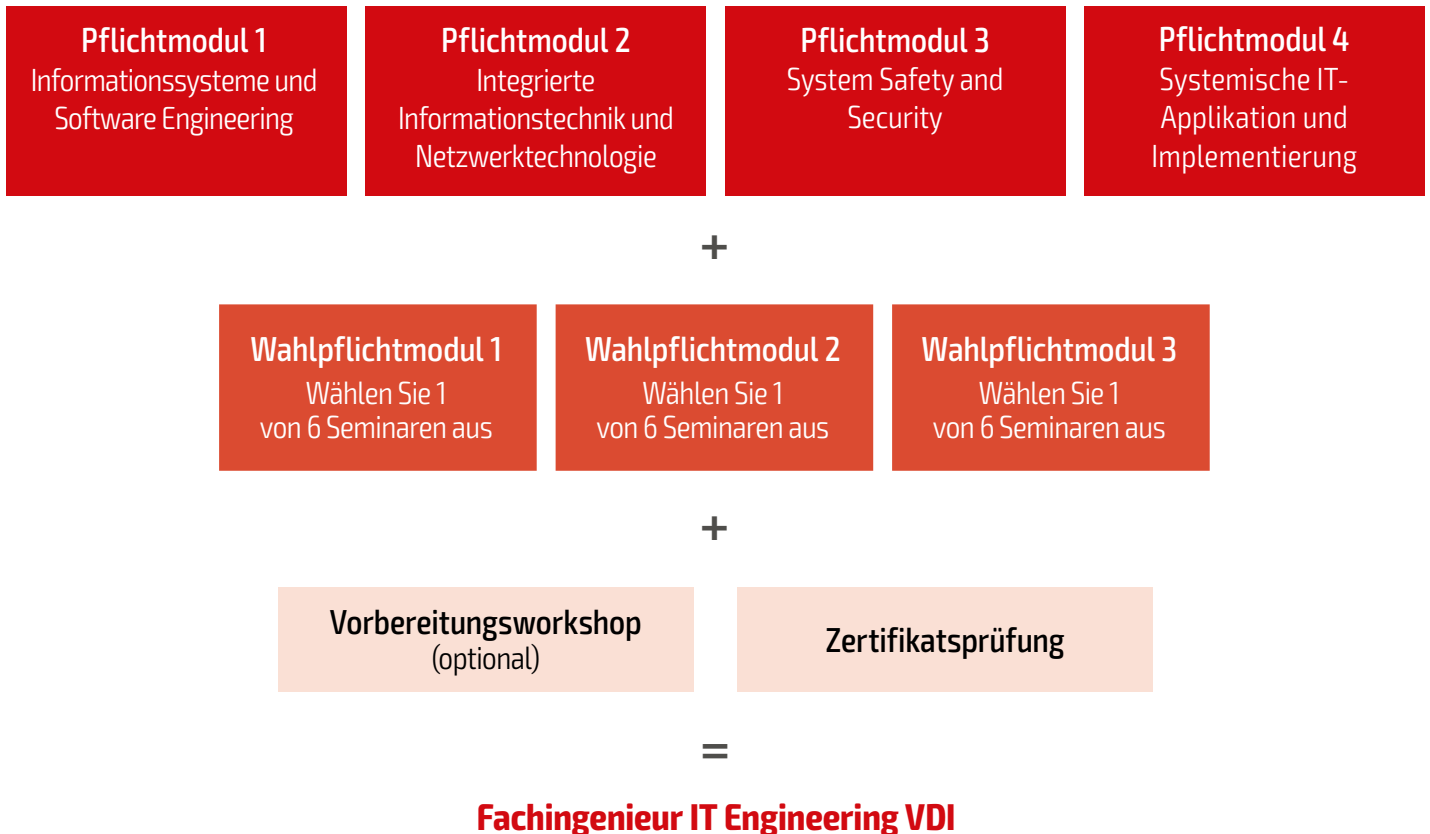 Pflichtmodul 1
Informationssysteme und
Software Engineering
Pflichtmodul 2
Integrierte
Informationstechnik und
Netzwerktechnologie
Pflichtmodul 3
System Safety and
Security
Pflichtmodul 4
Systemische IT-
Applikation und
Implementierung
+
Wahlpflichtmodul 1
Wählen Sie 1
von 6 Seminaren aus
Wahlpflichtmodul 2
Wählen Sie 1
von 6 Seminaren aus
Wahlpflichtmodul 3
Wählen Sie 1
von 6 Seminaren aus
+
Vorbereitungsworkshop
(optional)
Zertifikatsprüfung
=
Fachingenieur IT Engineering VDI